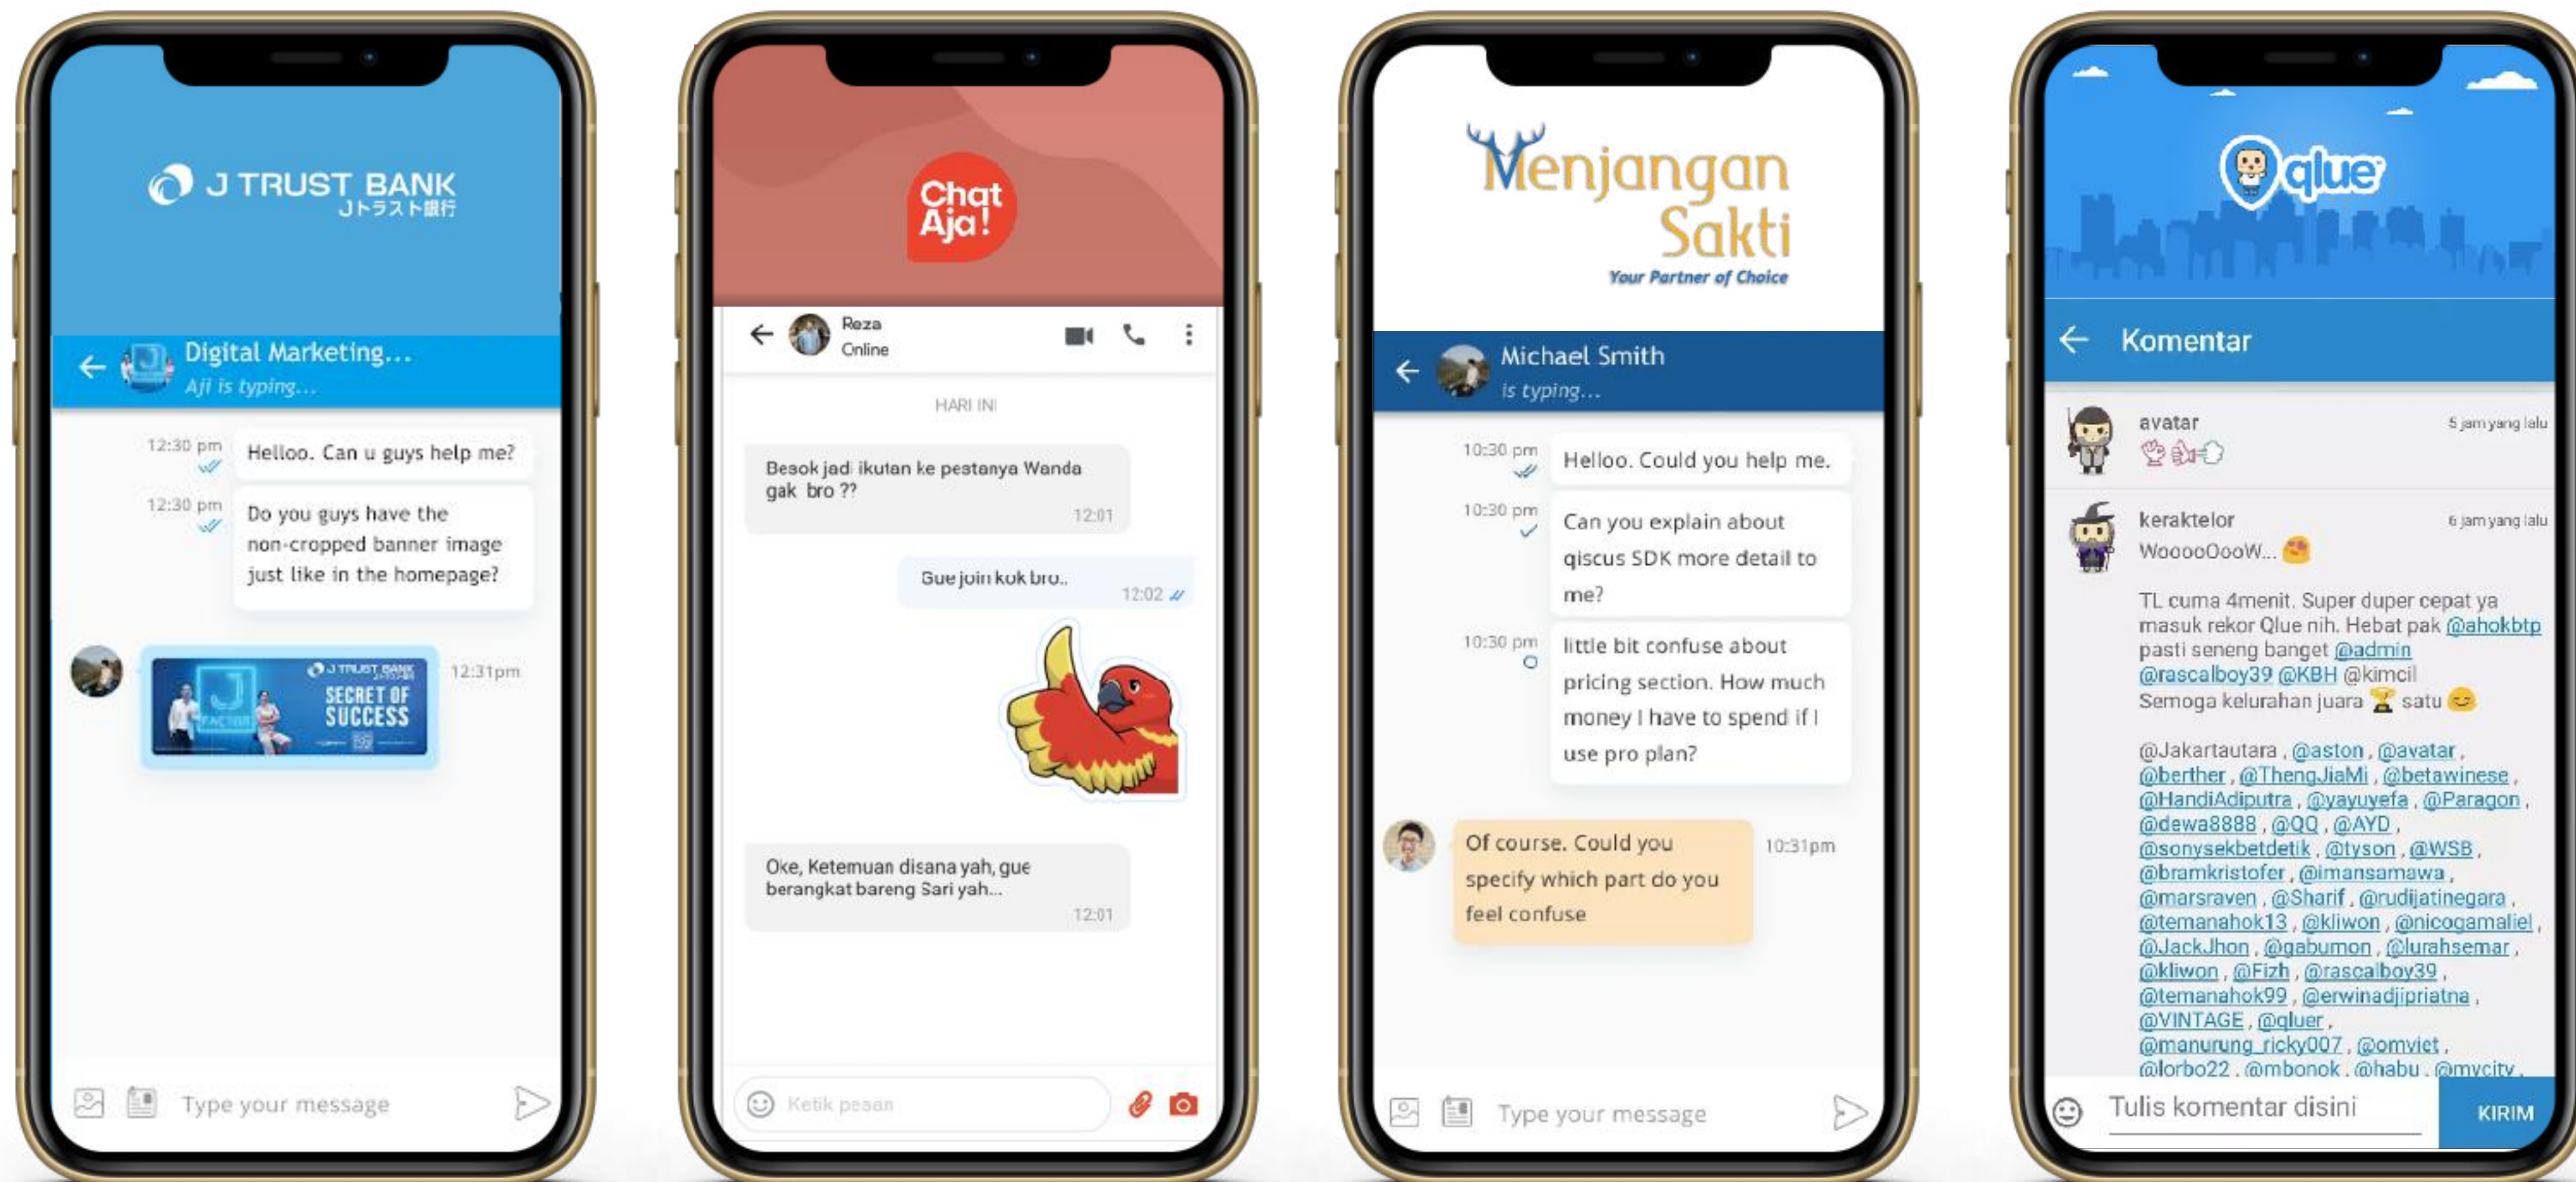 J TRUST BANK
Jトラスト銀行
Digital Marketing...
Aji is typing...
12:30 pm
Helloo. Can u guys help me?
12:30 pm
Do you guys have the
non-cropped banner image
just like in the homepage?
J TRUST BANK
J
FACTOR
SECRET OF
SUCCESS
12:31pm
Type your message
Chat
Aja!
Reza
Online
HARI INI
Besok jadi ikutan ke pestanya Wanda
gak bro ??
12:01
Gue join kok bro..
12:02
Oke, Ketemuan disana yah, gue
berangkat bareng Sari yah...
12:01
Ketik pesan
Menjangan
Sakti
Your Partner of Choice
Michael Smith
is typing...
10:30 pm
Helloo. Could you help me.
10:30 pm
Can you explain about
qiscus SDK more detail to
me?
10:30 pm
little bit confuse about
pricing section. How much
money I have to spend if I
use pro plan?
Of course. Could you
specify which part do you
feel confuse
10:31pm
Type your message
qlue
Komentar
avatar
5 jam yang lalu
keraktelor
6 jam yang lalu
WooooOooW... 😍
TL cuma 4menit. Super duper cepat ya
masuk rekor Qlue nih. Hebat pak @ahokbtp
pasti seneng banget @admin
@rascalboy39 @KBH @kimcil
Semoga kelurahan juara 🏆 satu 😊
@Jakartautara , @aston , @avatar ,
@berther , @ThengJiaMi , @betawinese ,
@HandiAdiputra , @yayuyefa , @Paragon ,
@dewa8888 , @QQ , @AYD ,
@sonysekbetdetik , @tyson , @WSB ,
@bramkristofer , @imansamawa ,
@marsraven , @Sharif , @rudijatinegara ,
@temanahok13 , @kliwon , @nicogamaliel ,
@JackJhon , @gabumon , @lurahsemar ,
@kliwon , @Fizh , @rascalboy39 ,
@temanahok99 , @erwinadjipriatna ,
@VINTAGE , @qluer ,
@manurung_ricky007 , @omviet ,
@lorbo22 , @mbonok , @habu , @mycity ,
Tulis komentar disini
KIRIM